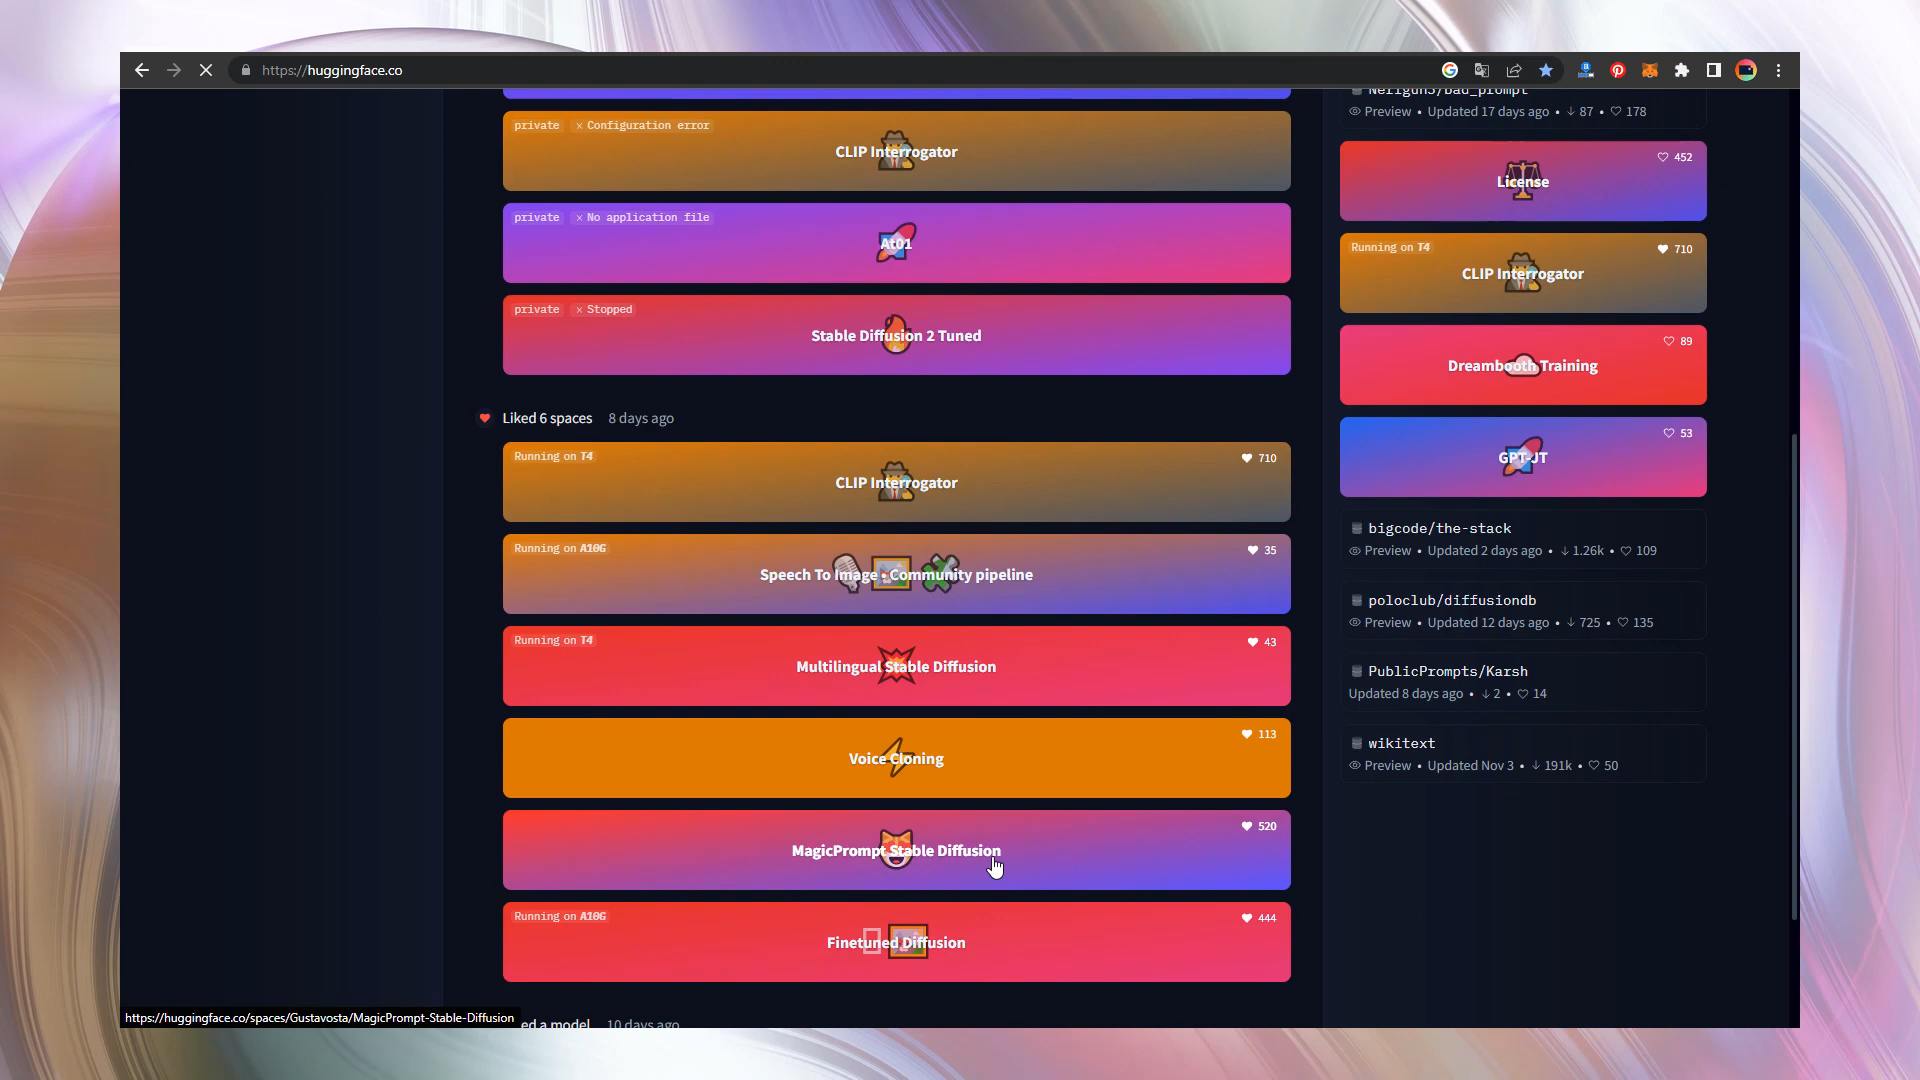 https://huggingface.co
private × Configuration error
CLIP Interrogator
private × No application file
At01
private × Stopped
Stable Diffusion 2 Tuned
Liked 6 spaces 8 days ago
Running on T4 710
CLIP Interrogator
Running on A10G 35
Speech To Image • Community pipeline
Running on T4 43
Multilingual Stable Diffusion
113
Voice Cloning
520
MagicPrompt Stable Diffusion
Running on A10G 444
Finetuned Diffusion
ed a model 10 days ago
https://huggingface.co/spaces/Gustavosta/MagicPrompt-Stable-Diffusion
Nerfgun3/bad_prompt
Preview • Updated 17 days ago • ↓ 87 • ♡ 178
452
License
Running on T4 710
CLIP Interrogator
89
Dreambooth Training
53
GPT-JT
bigcode/the-stack
Preview • Updated 2 days ago • ↓ 1.26k • ♡ 109
poloclub/diffusiondb
Preview • Updated 12 days ago • ↓ 725 • ♡ 135
PublicPrompts/Karsh
Updated 8 days ago • ↓ 2 • ♡ 14
wikitext
Preview • Updated Nov 3 • ↓ 191k • ♡ 50